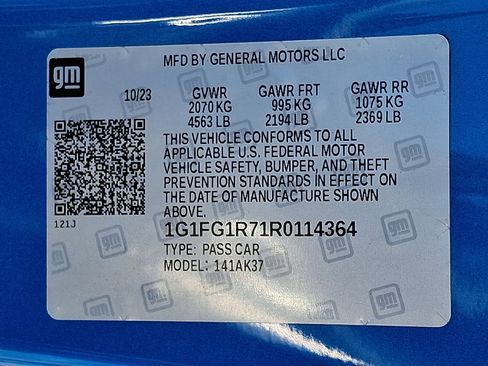 gm
MFD BY GENERAL MOTORS LLC
10/23 GVWR GAWR FRT GAWR RR
2070 KG 995 KG 1075 KG
4563 LB 2194 LB 2369 LB
THIS VEHICLE CONFORMS TO ALL
APPLICABLE U.S. FEDERAL MOTOR
VEHICLE SAFETY, BUMPER, AND THEFT
PREVENTION STANDARDS IN EFFECT ON
THE DATE OF MANUFACTURE SHOWN
ABOVE.
121J
1G1FG1R71R0114364
TYPE: PASS CAR
MODEL: 141AK37